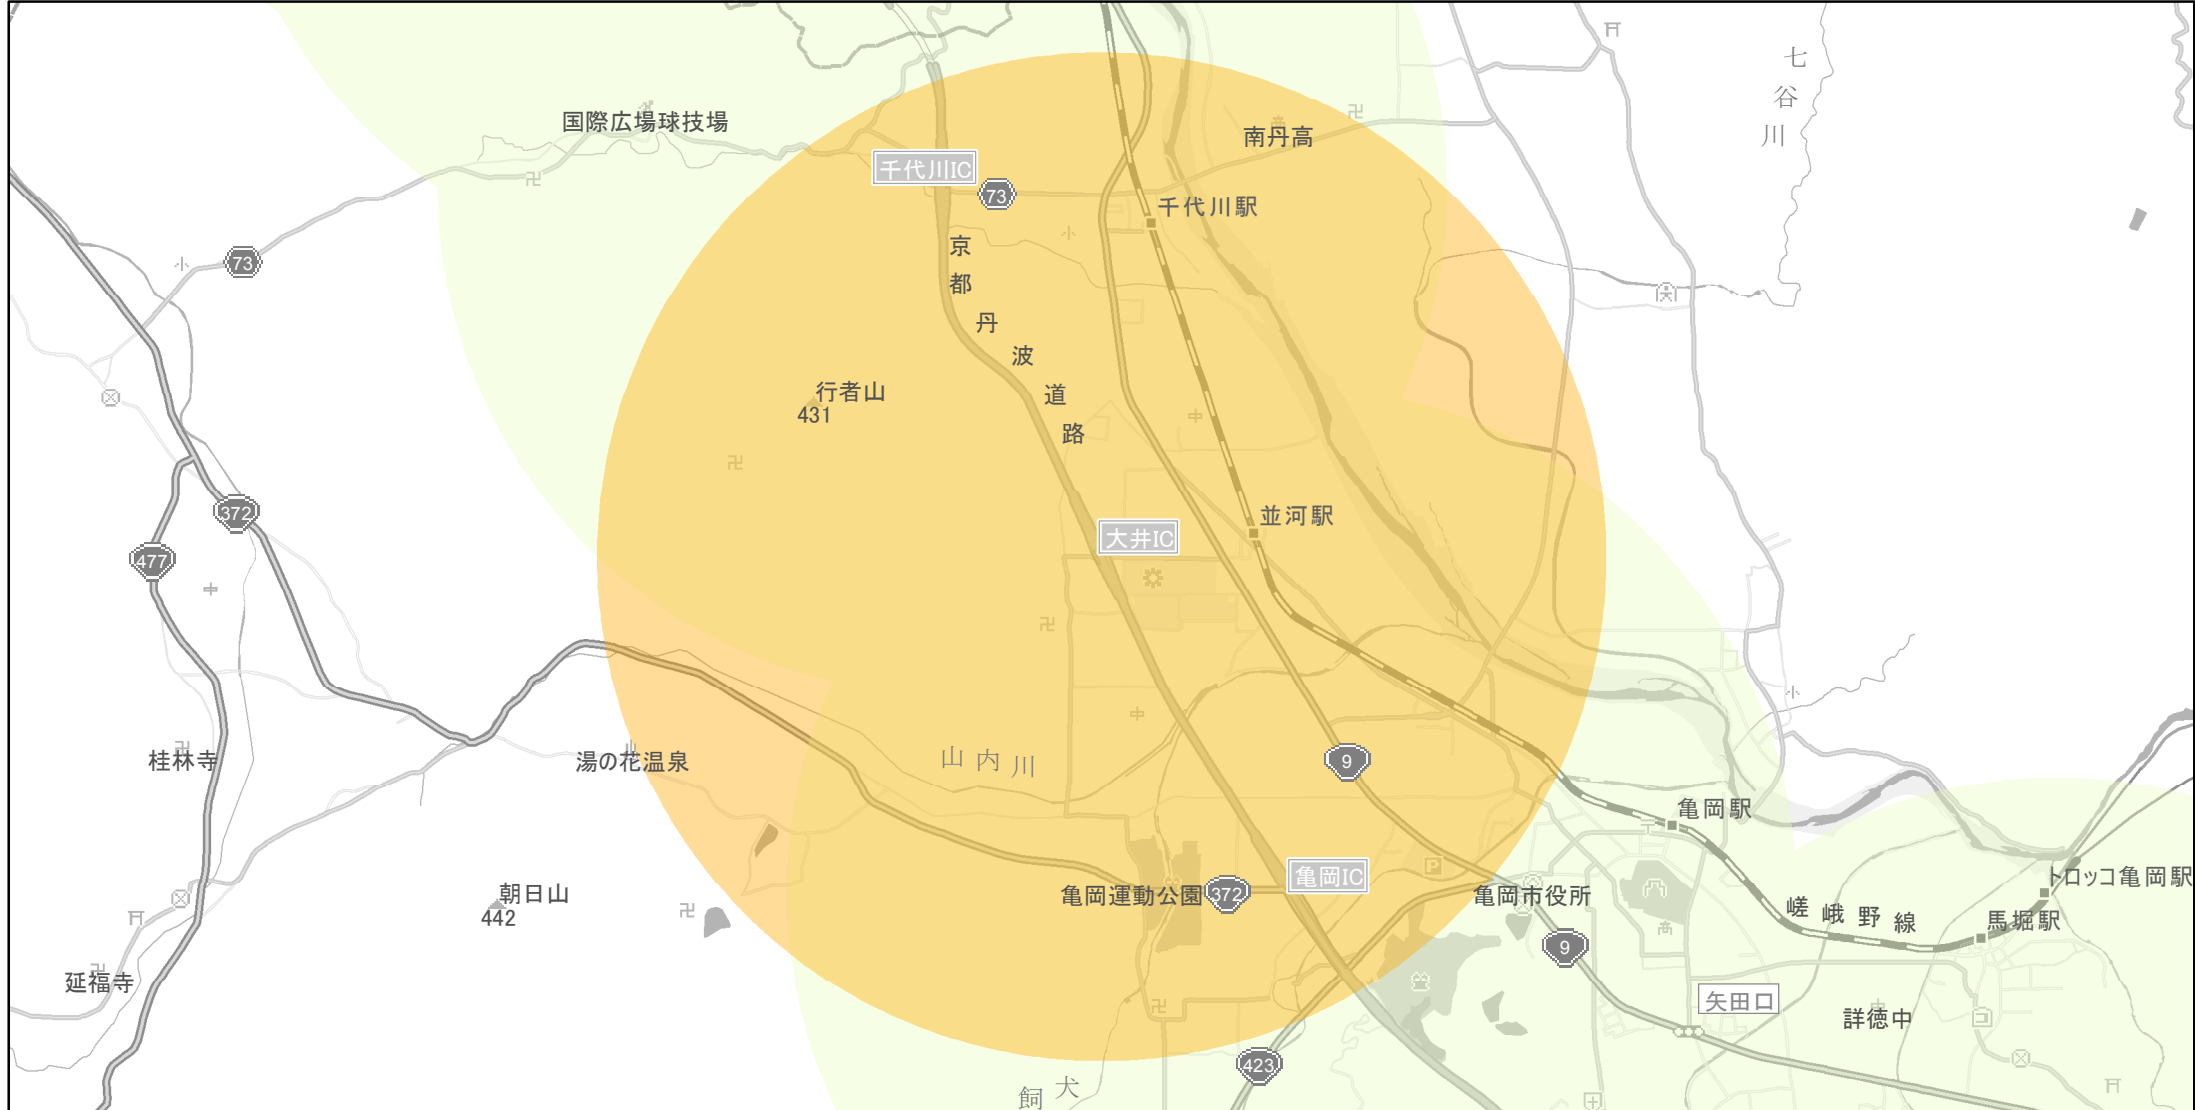 七谷川
国際広場球技場
南丹高
千代川IC
73
千代川駅
京都丹波道路
73
行者山
431
372
並河駅
大井IC
477
桂林寺
湯の花温泉
山内川
9
亀岡駅
亀岡IC
トロッコ亀岡駅
朝日山
442
亀岡運動公園
372
亀岡市役所
嵯峨野線
馬堀駅
9
延福寺
矢田口
詳徳中
423
犬飼
P